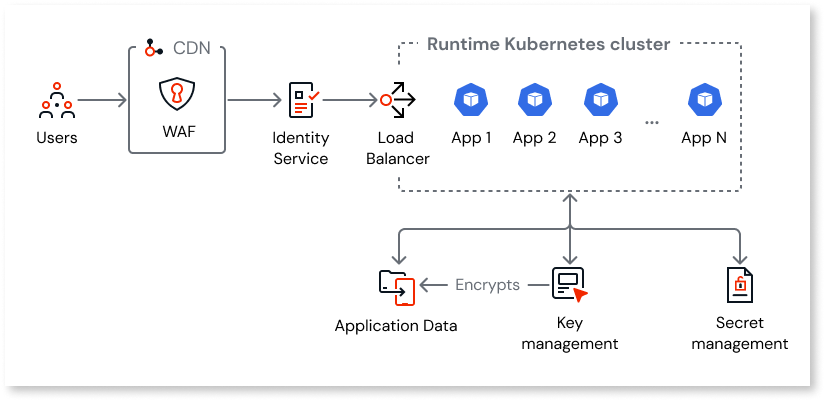 CDN
Runtime Kubernetes cluster
Users
WAF
Identity
Service
Load
Balancer
App 1
App 2
App 3
...
App N
Application Data
Encrypts
Key
management
Secret
management